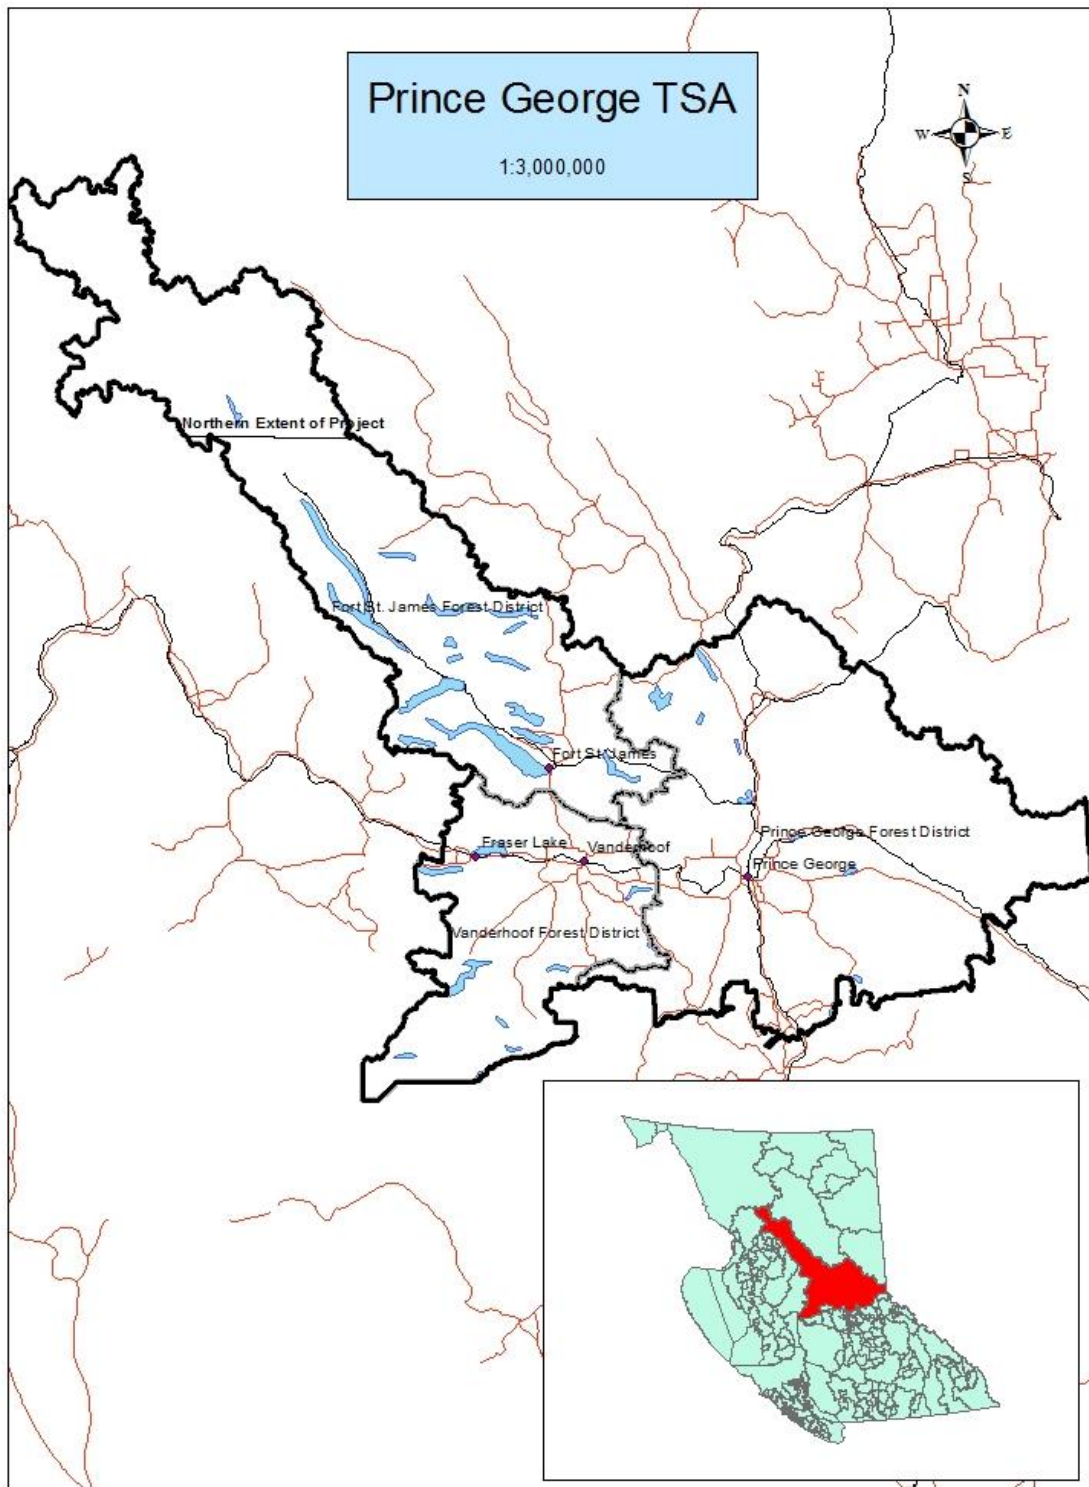 Prince George TSA
1:3,000,000
N
W
E
S
Northern Extent of Project
Fort St. James Forest District
Fort St. James
Fraser Lake
Vanderhoof
Prince George Forest District
Prince George
Vanderhoof Forest District